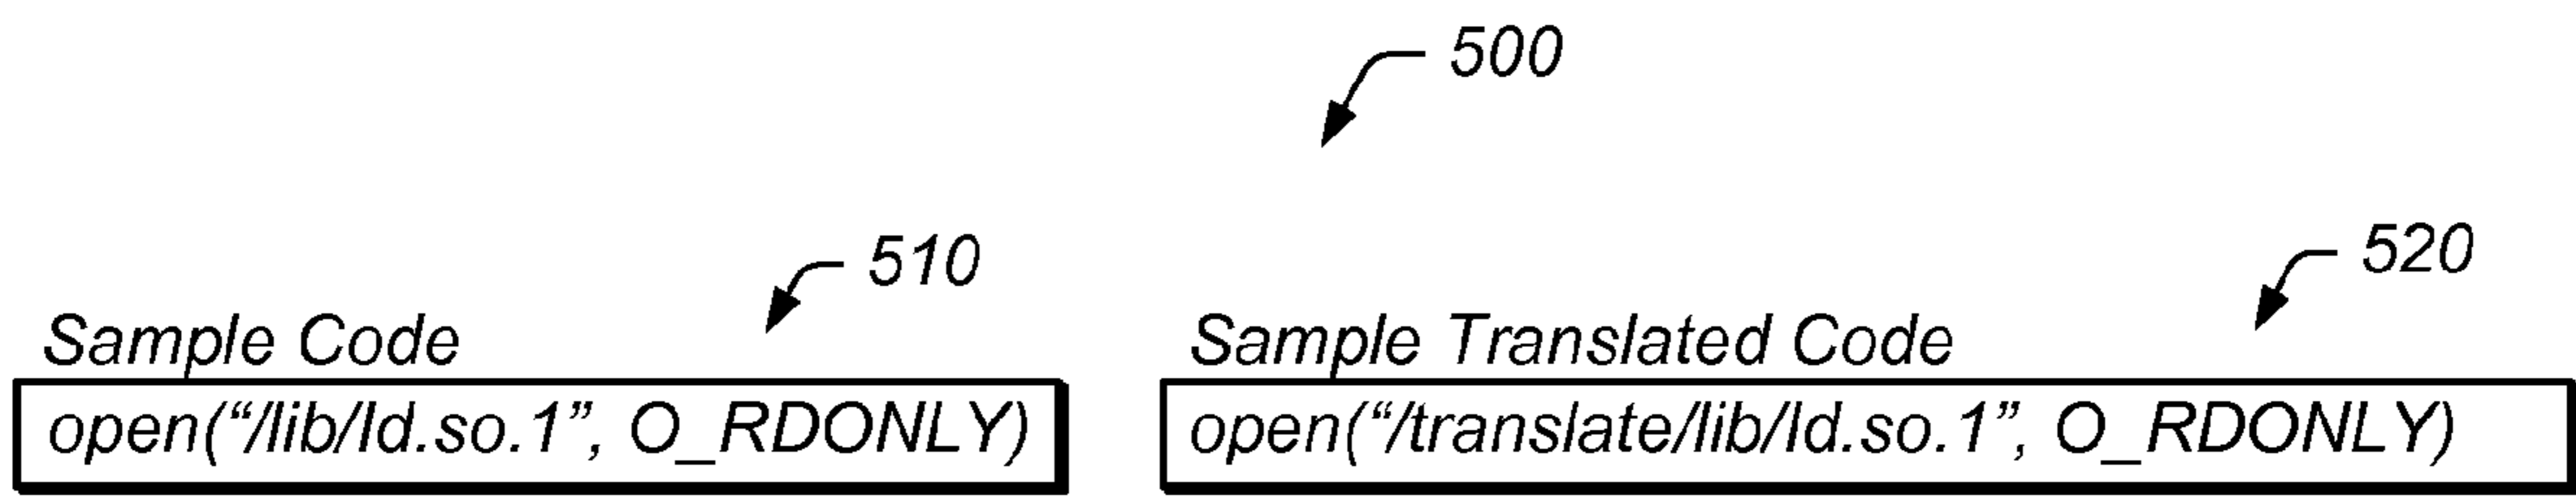 500
510
520
Sample Code
open(“/lib/ld.so.1”, O_RDONLY)
Sample Translated Code
open(“/translate/lib/ld.so.1”, O_RDONLY)